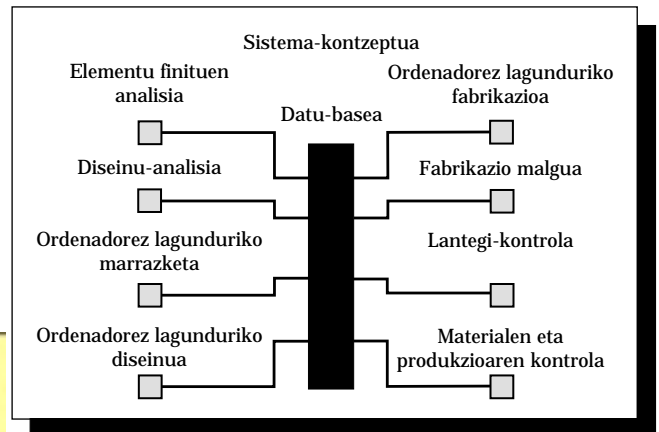 Sistema-kontzeptua
Elementu finituen
analisia
Ordenadorez lagunduriko
fabrikazioa
Datu-basea
Diseinu-analisia
Fabrikazio malgua
Ordenadorez lagunduriko
marrazketa
Lantegi-kontrola
Ordenadorez lagunduriko
diseinua
Materialen eta
produkzioaren kontrola